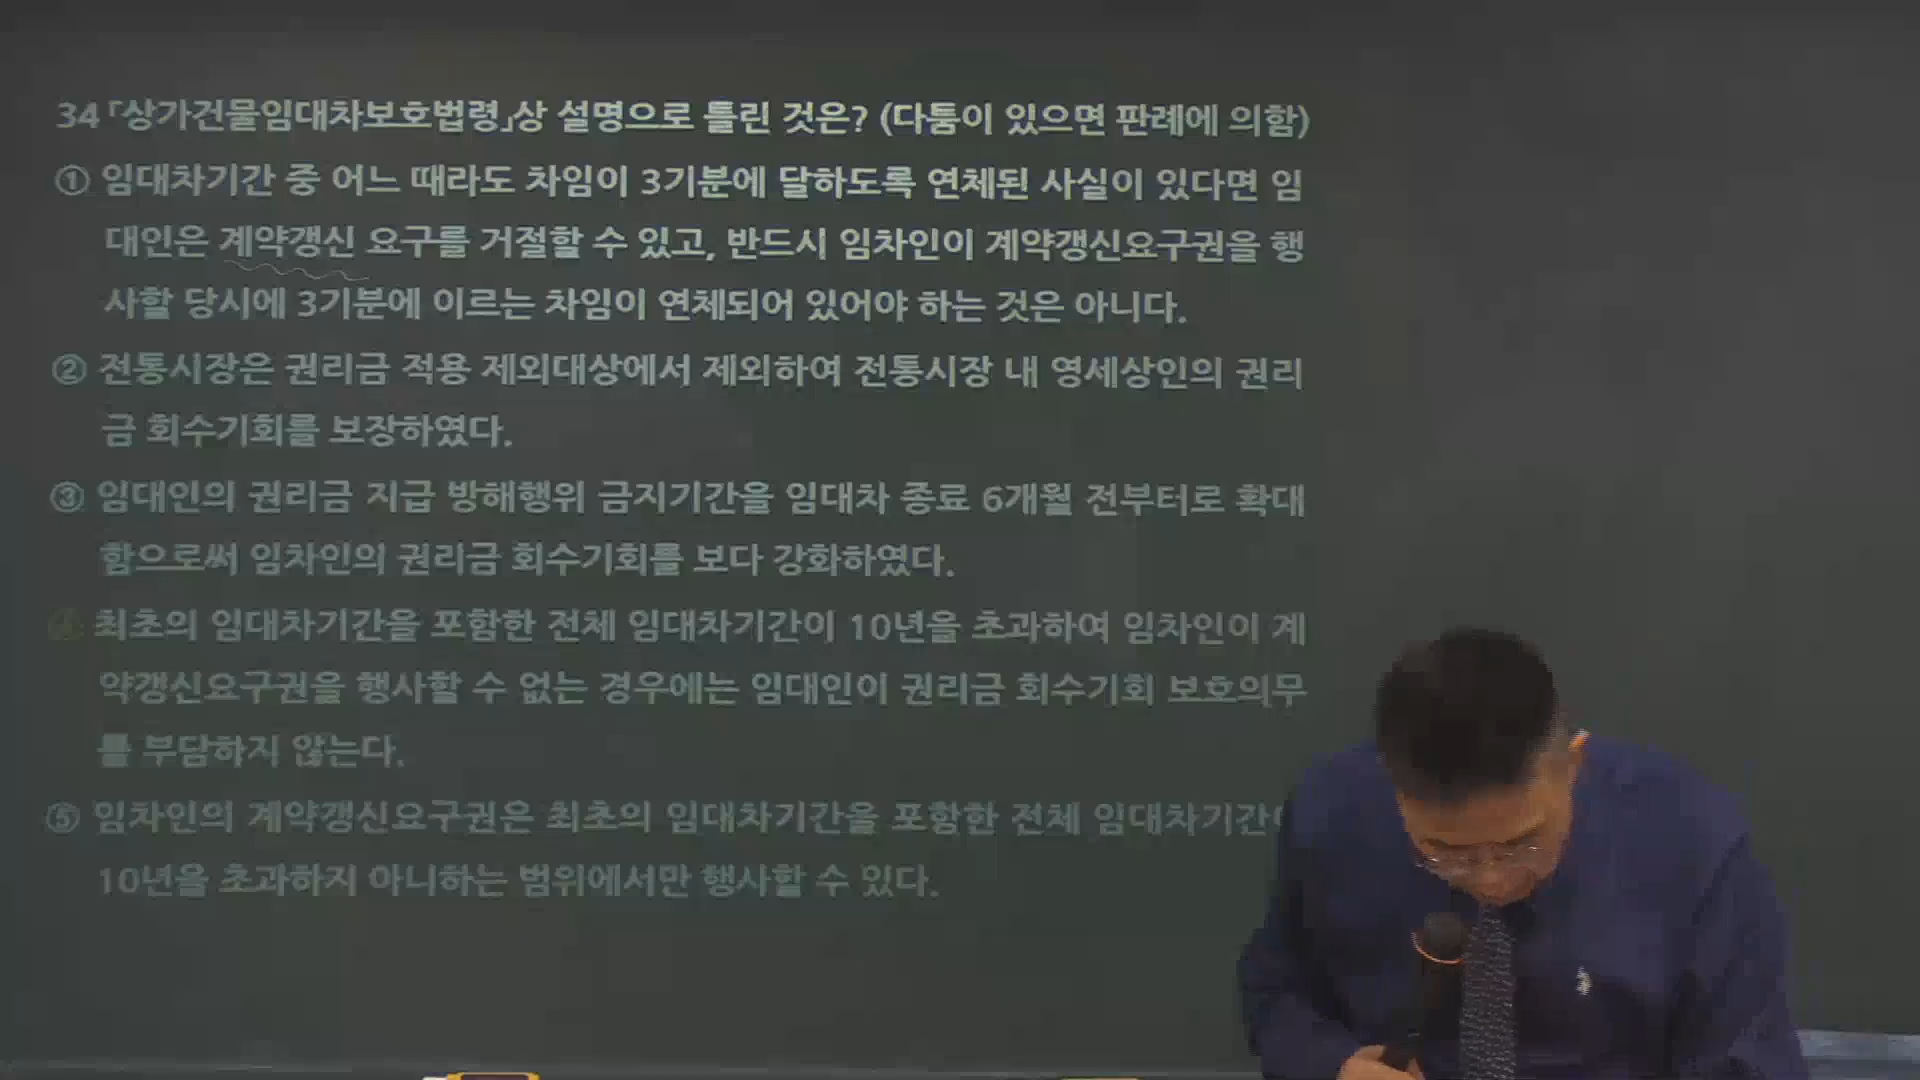 34 「상가건물임대차보호법령」상 설명으로 틀린 것은? (다툼이 있으면 판례에 의함)
① 임대차기간 중 어느 때라도 차임이 3기분에 달하도록 연체된 사실이 있다면 임
대인은 계약갱신 요구를 거절할 수 있고, 반드시 임차인이 계약갱신요구권을 행
사할 당시에 3기분에 이르는 차임이 연체되어 있어야 하는 것은 아니다.
② 전통시장은 권리금 적용 제외대상에서 제외하여 전통시장 내 영세상인의 권리
금 회수기회를 보장하였다.
③ 임대인의 권리금 지급 방해행위 금지기간을 임대차 종료 6개월 전부터로 확대
함으로써 임차인의 권리금 회수기회를 보다 강화하였다.
④ 최초의 임대차기간을 포함한 전체 임대차기간이 10년을 초과하여 임차인이 계
약갱신요구권을 행사할 수 없는 경우에는 임대인이 권리금 회수기회 보호의무
를 부담하지 않는다.
⑤ 임차인의 계약갱신요구권은 최초의 임대차기간을 포함한 전체 임대차기간이
10년을 초과하지 아니하는 범위에서만 행사할 수 있다.